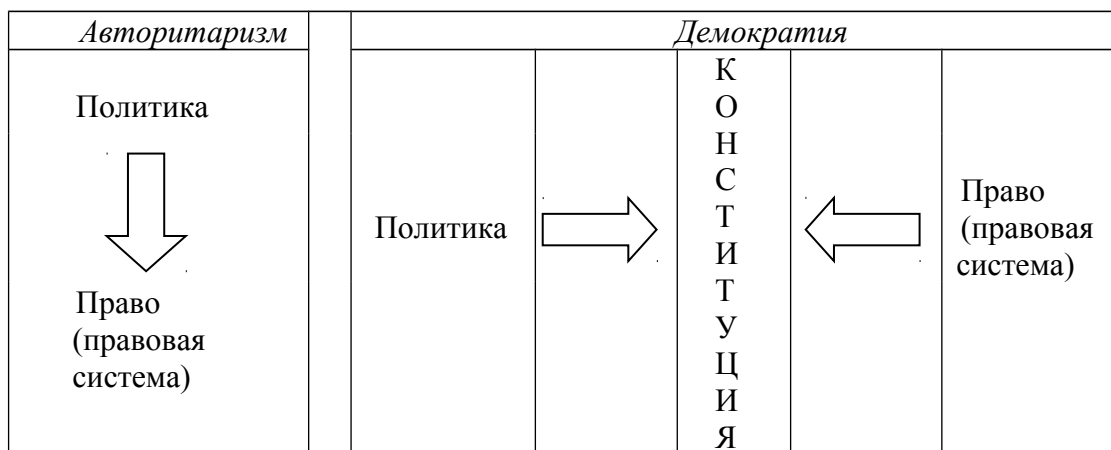 Авторитаризм
Демократия
Политика
Право
(правовая
система)
Политика
К
О
Н
С
Т
И
Т
У
Ц
И
Я
Право
(правовая
система)